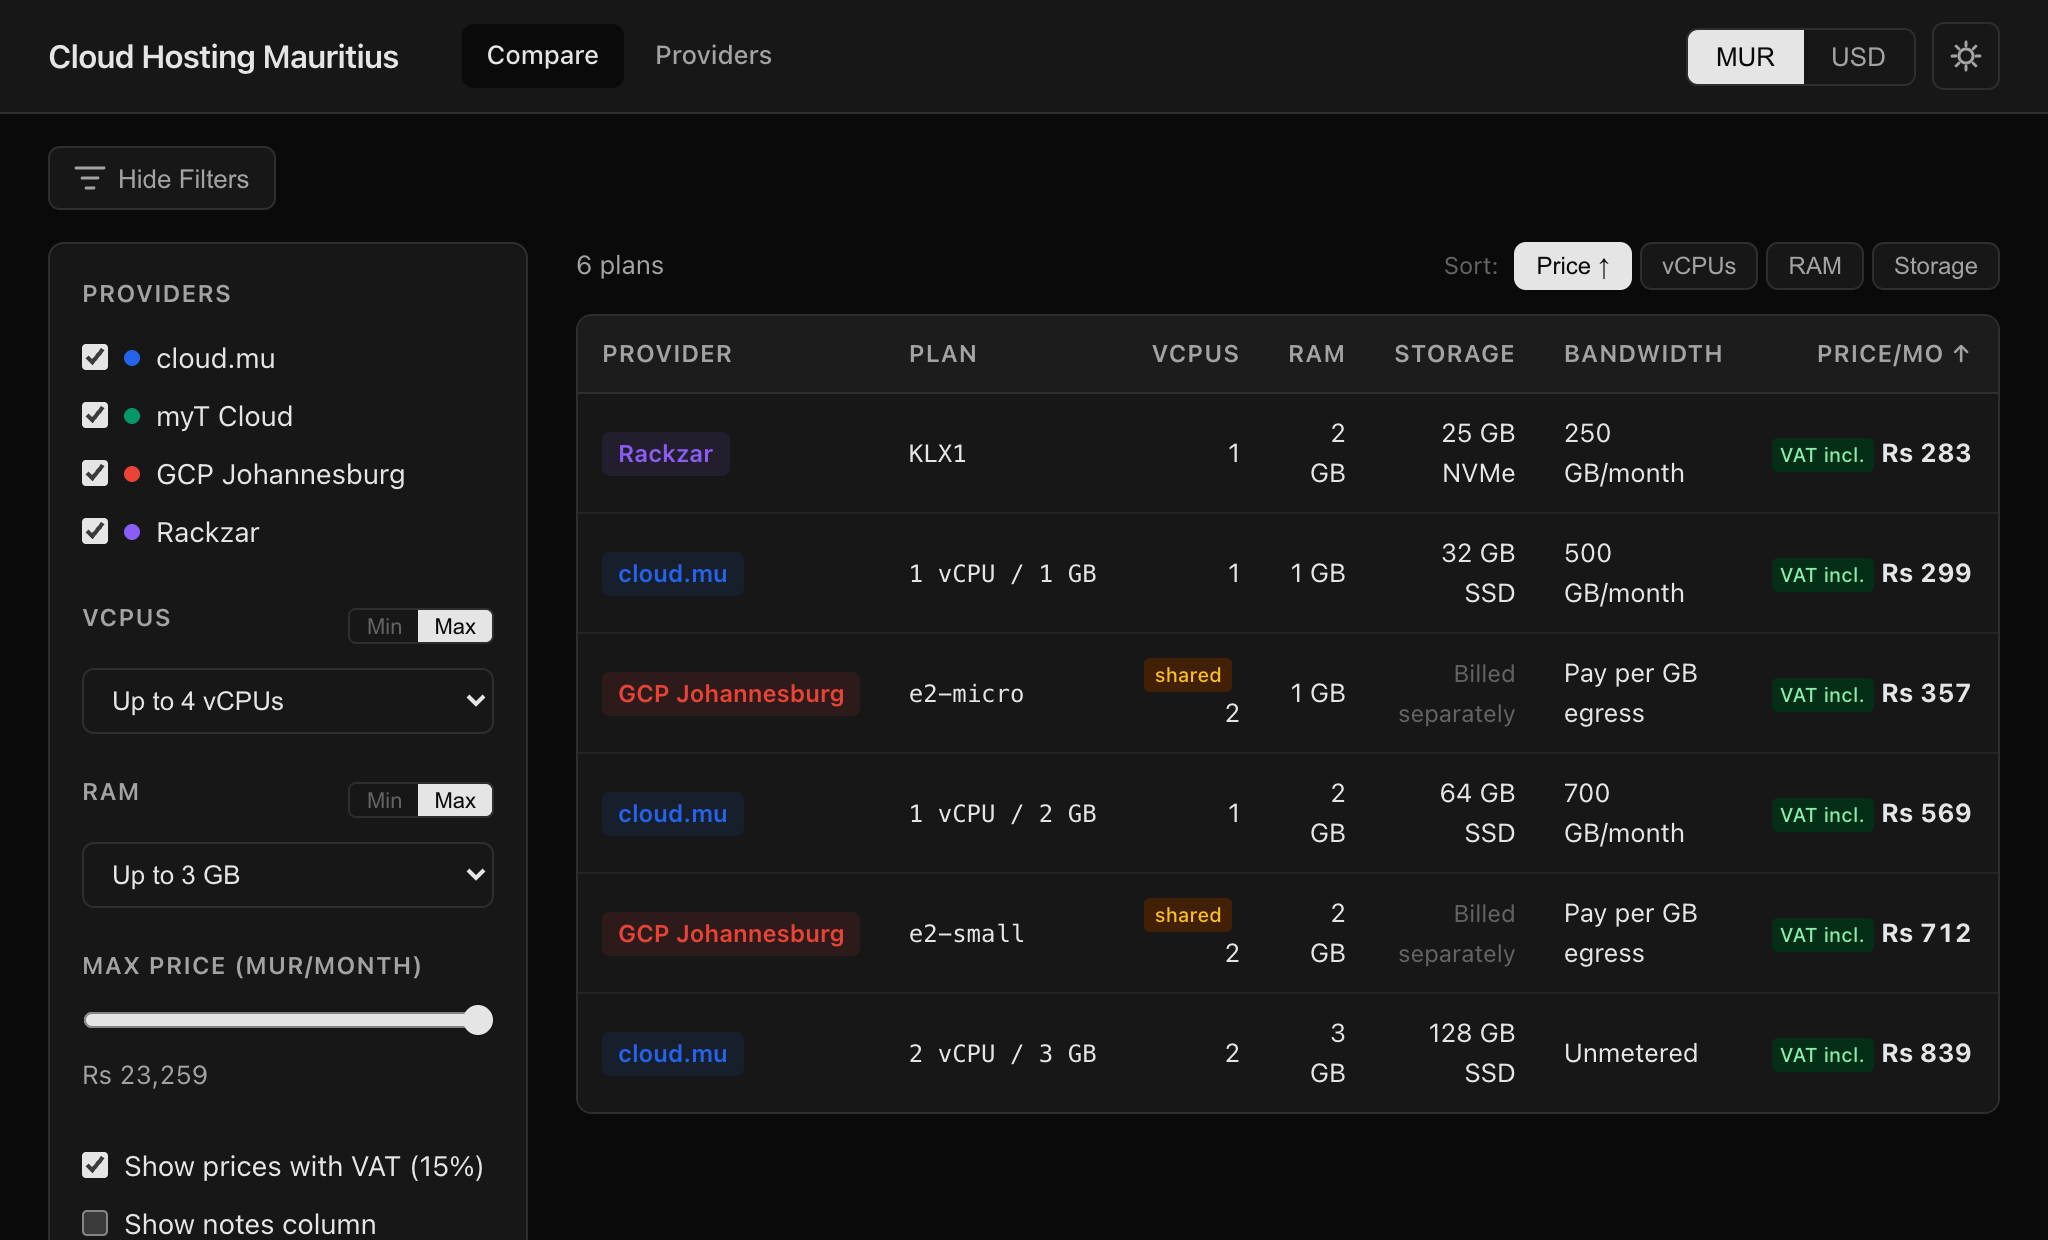 Cloud Hosting Mauritius
Compare
Providers
MUR
USD
Hide Filters
PROVIDERS
cloud.mu
myT Cloud
GCP Johannesburg
Rackzar
VCPUS
Min
Max
Up to 4 vCPUs
RAM
Min
Max
Up to 3 GB
MAX PRICE (MUR/MONTH)
Rs 23,259
Show prices with VAT (15%)
Show notes column
6 plans
Sort:
Price ↑
vCPUs
RAM
Storage
PROVIDER PLAN VCPUS RAM STORAGE BANDWIDTH PRICE/MO ↑
Rackzar KLX1 1 2 GB 25 GB NVMe 250 GB/month VAT incl. Rs 283
cloud.mu 1 vCPU / 1 GB 1 1 GB 32 GB SSD 500 GB/month VAT incl. Rs 299
GCP Johannesburg e2-micro shared 2 1 GB Billed separately Pay per GB egress VAT incl. Rs 357
cloud.mu 1 vCPU / 2 GB 1 2 GB 64 GB SSD 700 GB/month VAT incl. Rs 569
GCP Johannesburg e2-small shared 2 2 GB Billed separately Pay per GB egress VAT incl. Rs 712
cloud.mu 2 vCPU / 3 GB 2 3 GB 128 GB SSD Unmetered VAT incl. Rs 839